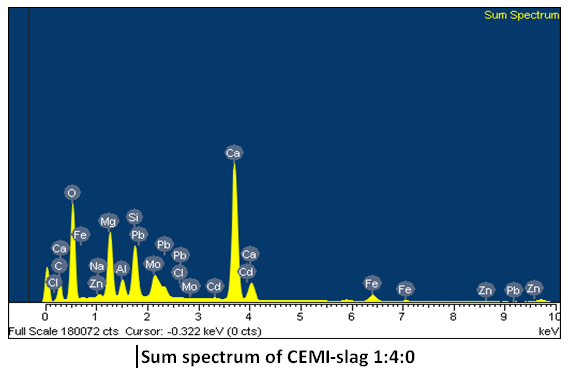 Sum Spectrum
Ca
O
Fe
Mg
Si
Pb
Pb
Pb
Ca
Ca
C
Cl
Na
Zn
Al
Mo
Cl
Mo
Cd
Cd
Fe
Fe
Zn
Pb
Zn
0 1 2 3 4 5 6 7 8 9 10
Full Scale 180072 cts Cursor: -0.322 keV (0 cts) keV
Sum spectrum of CEMI-slag 1:4:0